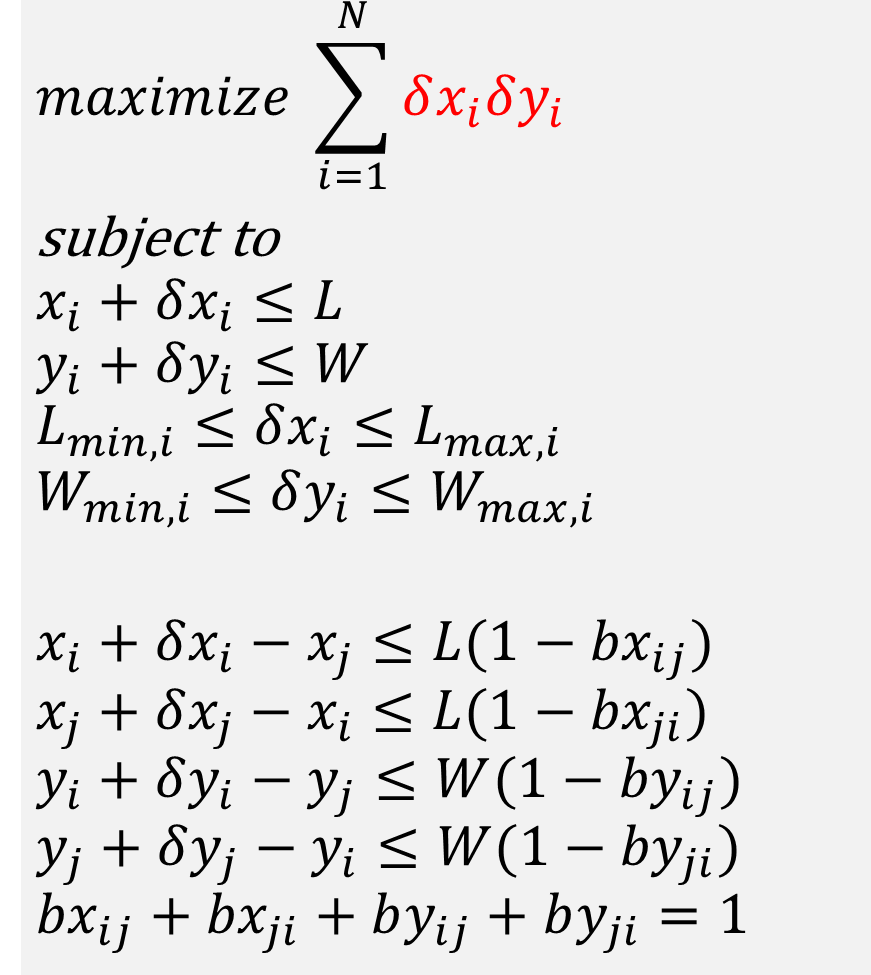 maximize ∑_{i=1}^{N} δx_i δy_i
subject to
x_i + δx_i ≤ L
y_i + δy_i ≤ W
L_{min,i} ≤ δx_i ≤ L_{max,i}
W_{min,i} ≤ δy_i ≤ W_{max,i}
x_i + δx_i − x_j ≤ L(1 − bx_{ij})
x_j + δx_j − x_i ≤ L(1 − bx_{ji})
y_i + δy_i − y_j ≤ W(1 − by_{ij})
y_j + δy_j − y_i ≤ W(1 − by_{ji})
bx_{ij} + bx_{ji} + by_{ij} + by_{ji} = 1